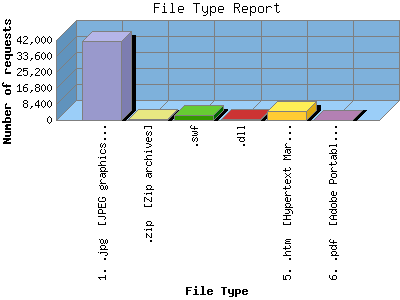 File Type Report
Number of requests
42,000
33,600
25,200
16,800
8,400
0
1. .jpg [JPEG graphics...
.zip [Zip archives]
.swf
.dll
5. .htm [Hypertext Mar...
6. .pdf [Adobe Portabl...
File Type